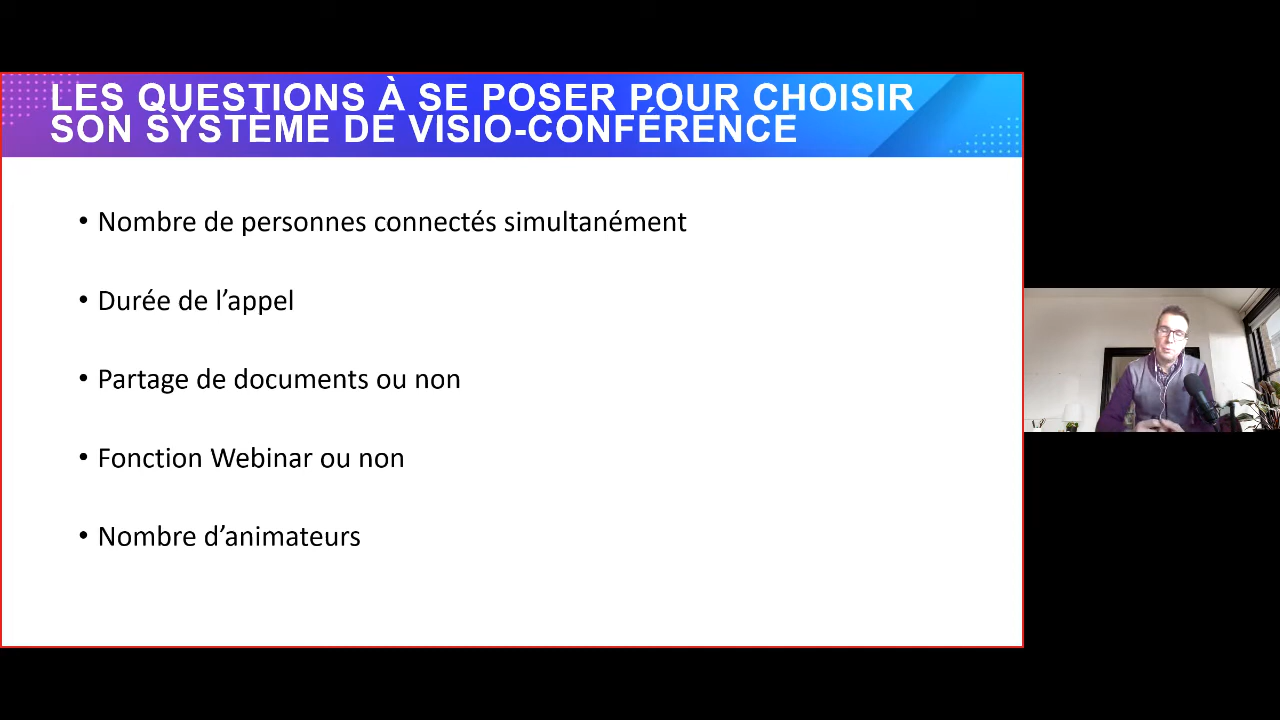 LES QUESTIONS À SE POSER POUR CHOISIR
SON SYSTÈME DE VISIO-CONFÉRENCE
• Nombre de personnes connectés simultanément
• Durée de l’appel
• Partage de documents ou non
• Fonction Webinar ou non
• Nombre d’animateurs